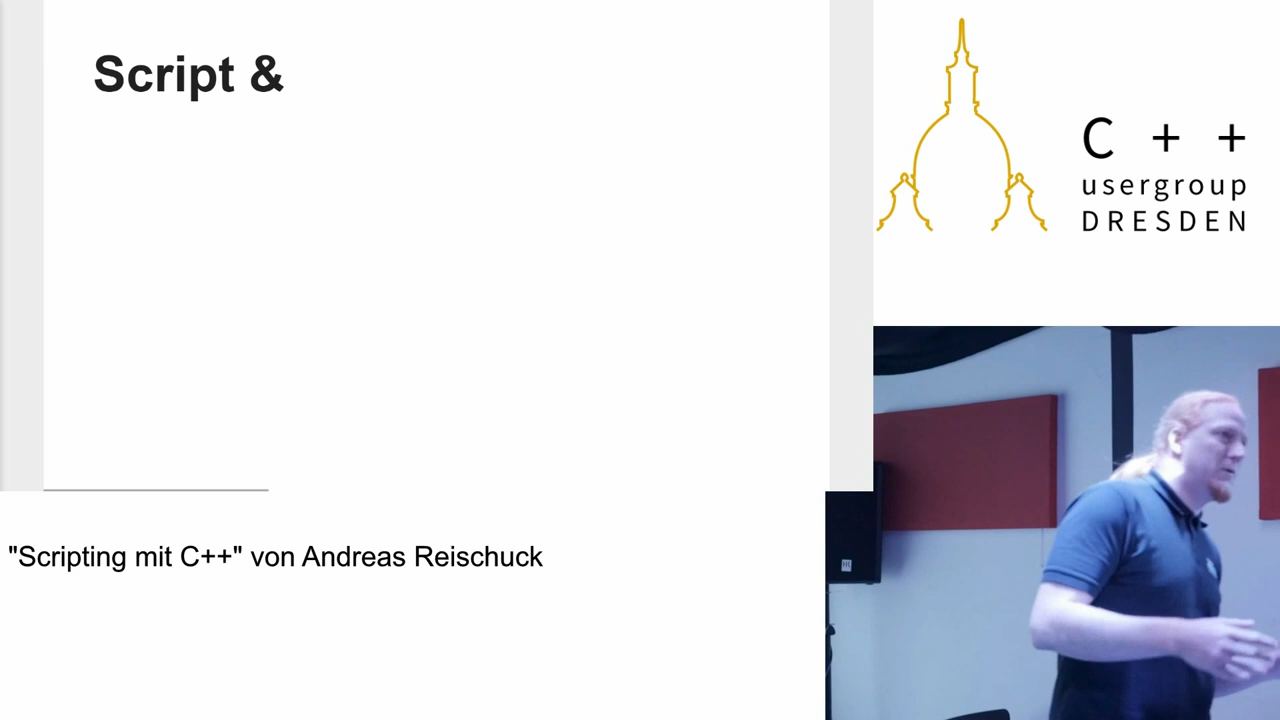 Script &
C + +
usergroup
DRESDEN
"Scripting mit C++" von Andreas Reischuck